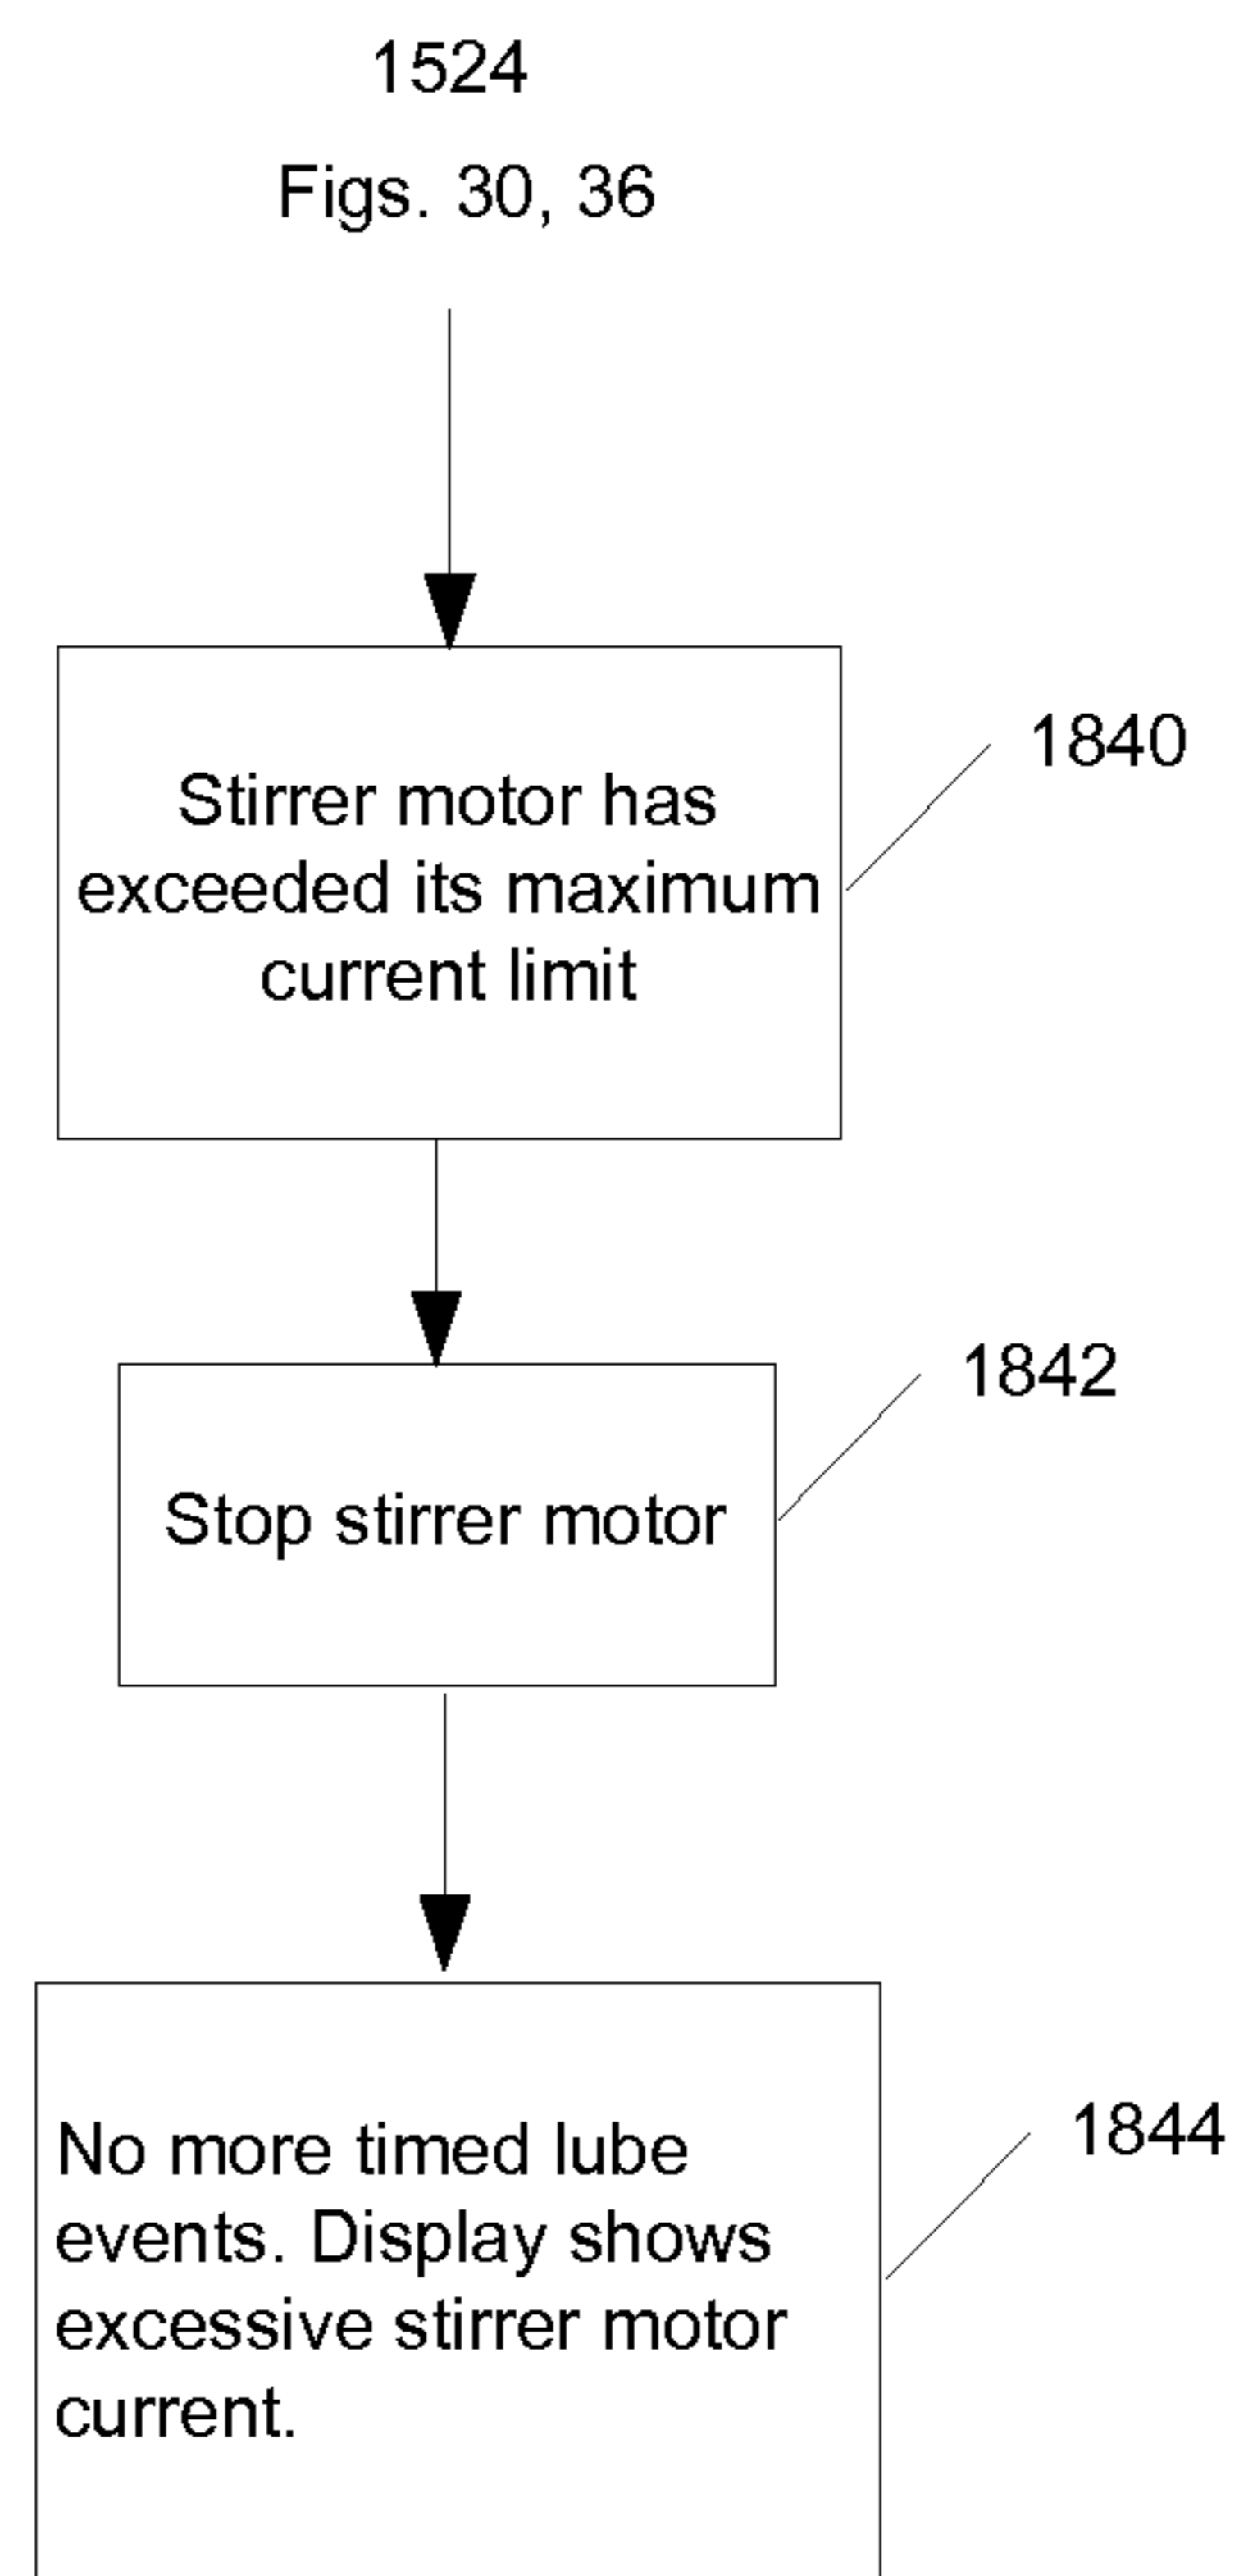 1524
Figs. 30, 36
Stirrer motor has
exceeded its maximum
current limit
1840
Stop stirrer motor
1842
No more timed lube
events. Display shows
excessive stirrer motor
current.
1844